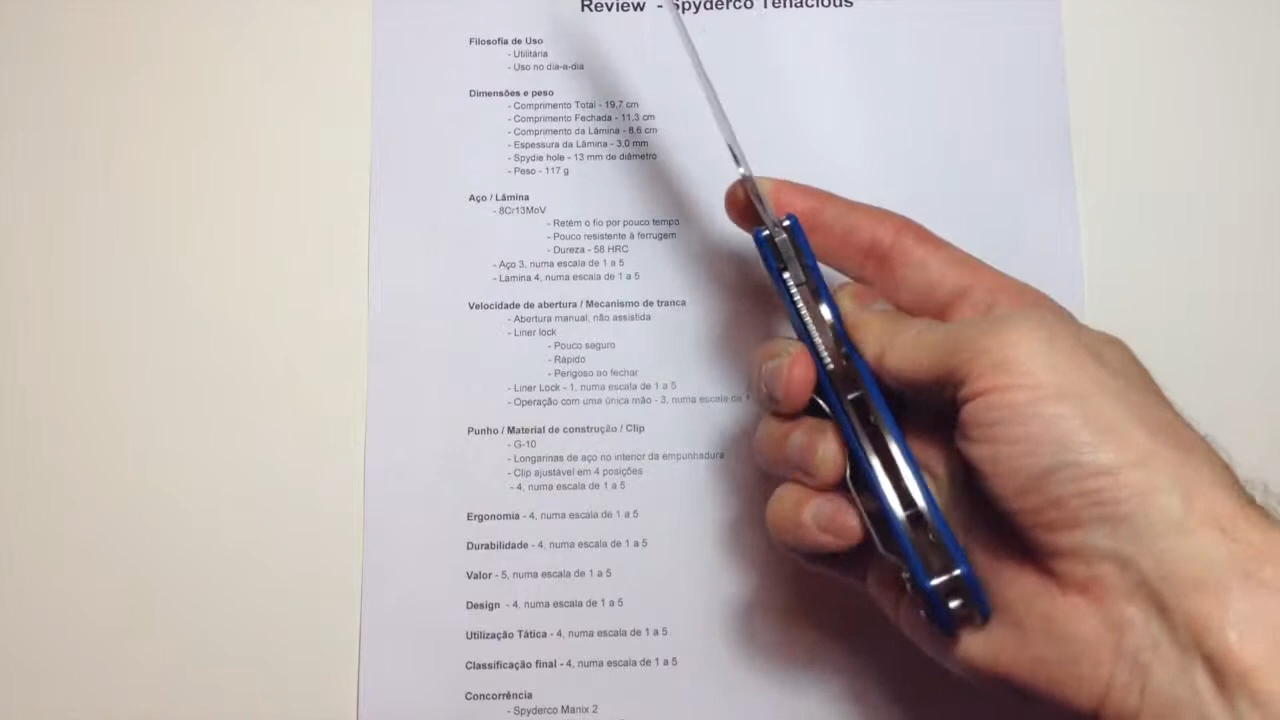 Review - Spyderco Tenacious
Filosofia de Uso
- Utilitária
- Uso no dia-a-dia
Dimensões e peso
- Comprimento Total - 19,7 cm
- Comprimento Fechada - 11,3 cm
- Comprimento da Lâmina - 8,6 cm
- Espessura da Lâmina - 3,0 mm
- Spydie hole - 13 mm de diâmetro
- Peso - 117 g
Aço / Lâmina
- 8Cr13MoV
- Retêm o fio por pouco tempo
- Pouco resistente à ferrugem
- Dureza - 58 HRC
- Aço 3, numa escala de 1 a 5
- Lâmina 4, numa escala de 1 a 5
Velocidade de abertura / Mecanismo de tranca
- Abertura manual, não assistida
- Liner lock
- Pouco seguro
- Rápido
- Perigoso ao fechar
- Liner Lock - 1, numa escala de 1 a 5
- Operação com uma única mão - 3, numa escala de 1
Punho / Material de construção / Clip
- G-10
- Longarinas de aço no interior da empunhadura
- Clip ajustável em 4 posições
- 4, numa escala de 1 a 5
Ergonomia - 4, numa escala de 1 a 5
Durabilidade - 4, numa escala de 1 a 5
Valor - 5, numa escala de 1 a 5
Design - 4, numa escala de 1 a 5
Utilização Tática - 4, numa escala de 1 a 5
Classificação final - 4, numa escala de 1 a 5
Concorrência
- Spyderco Manix 2